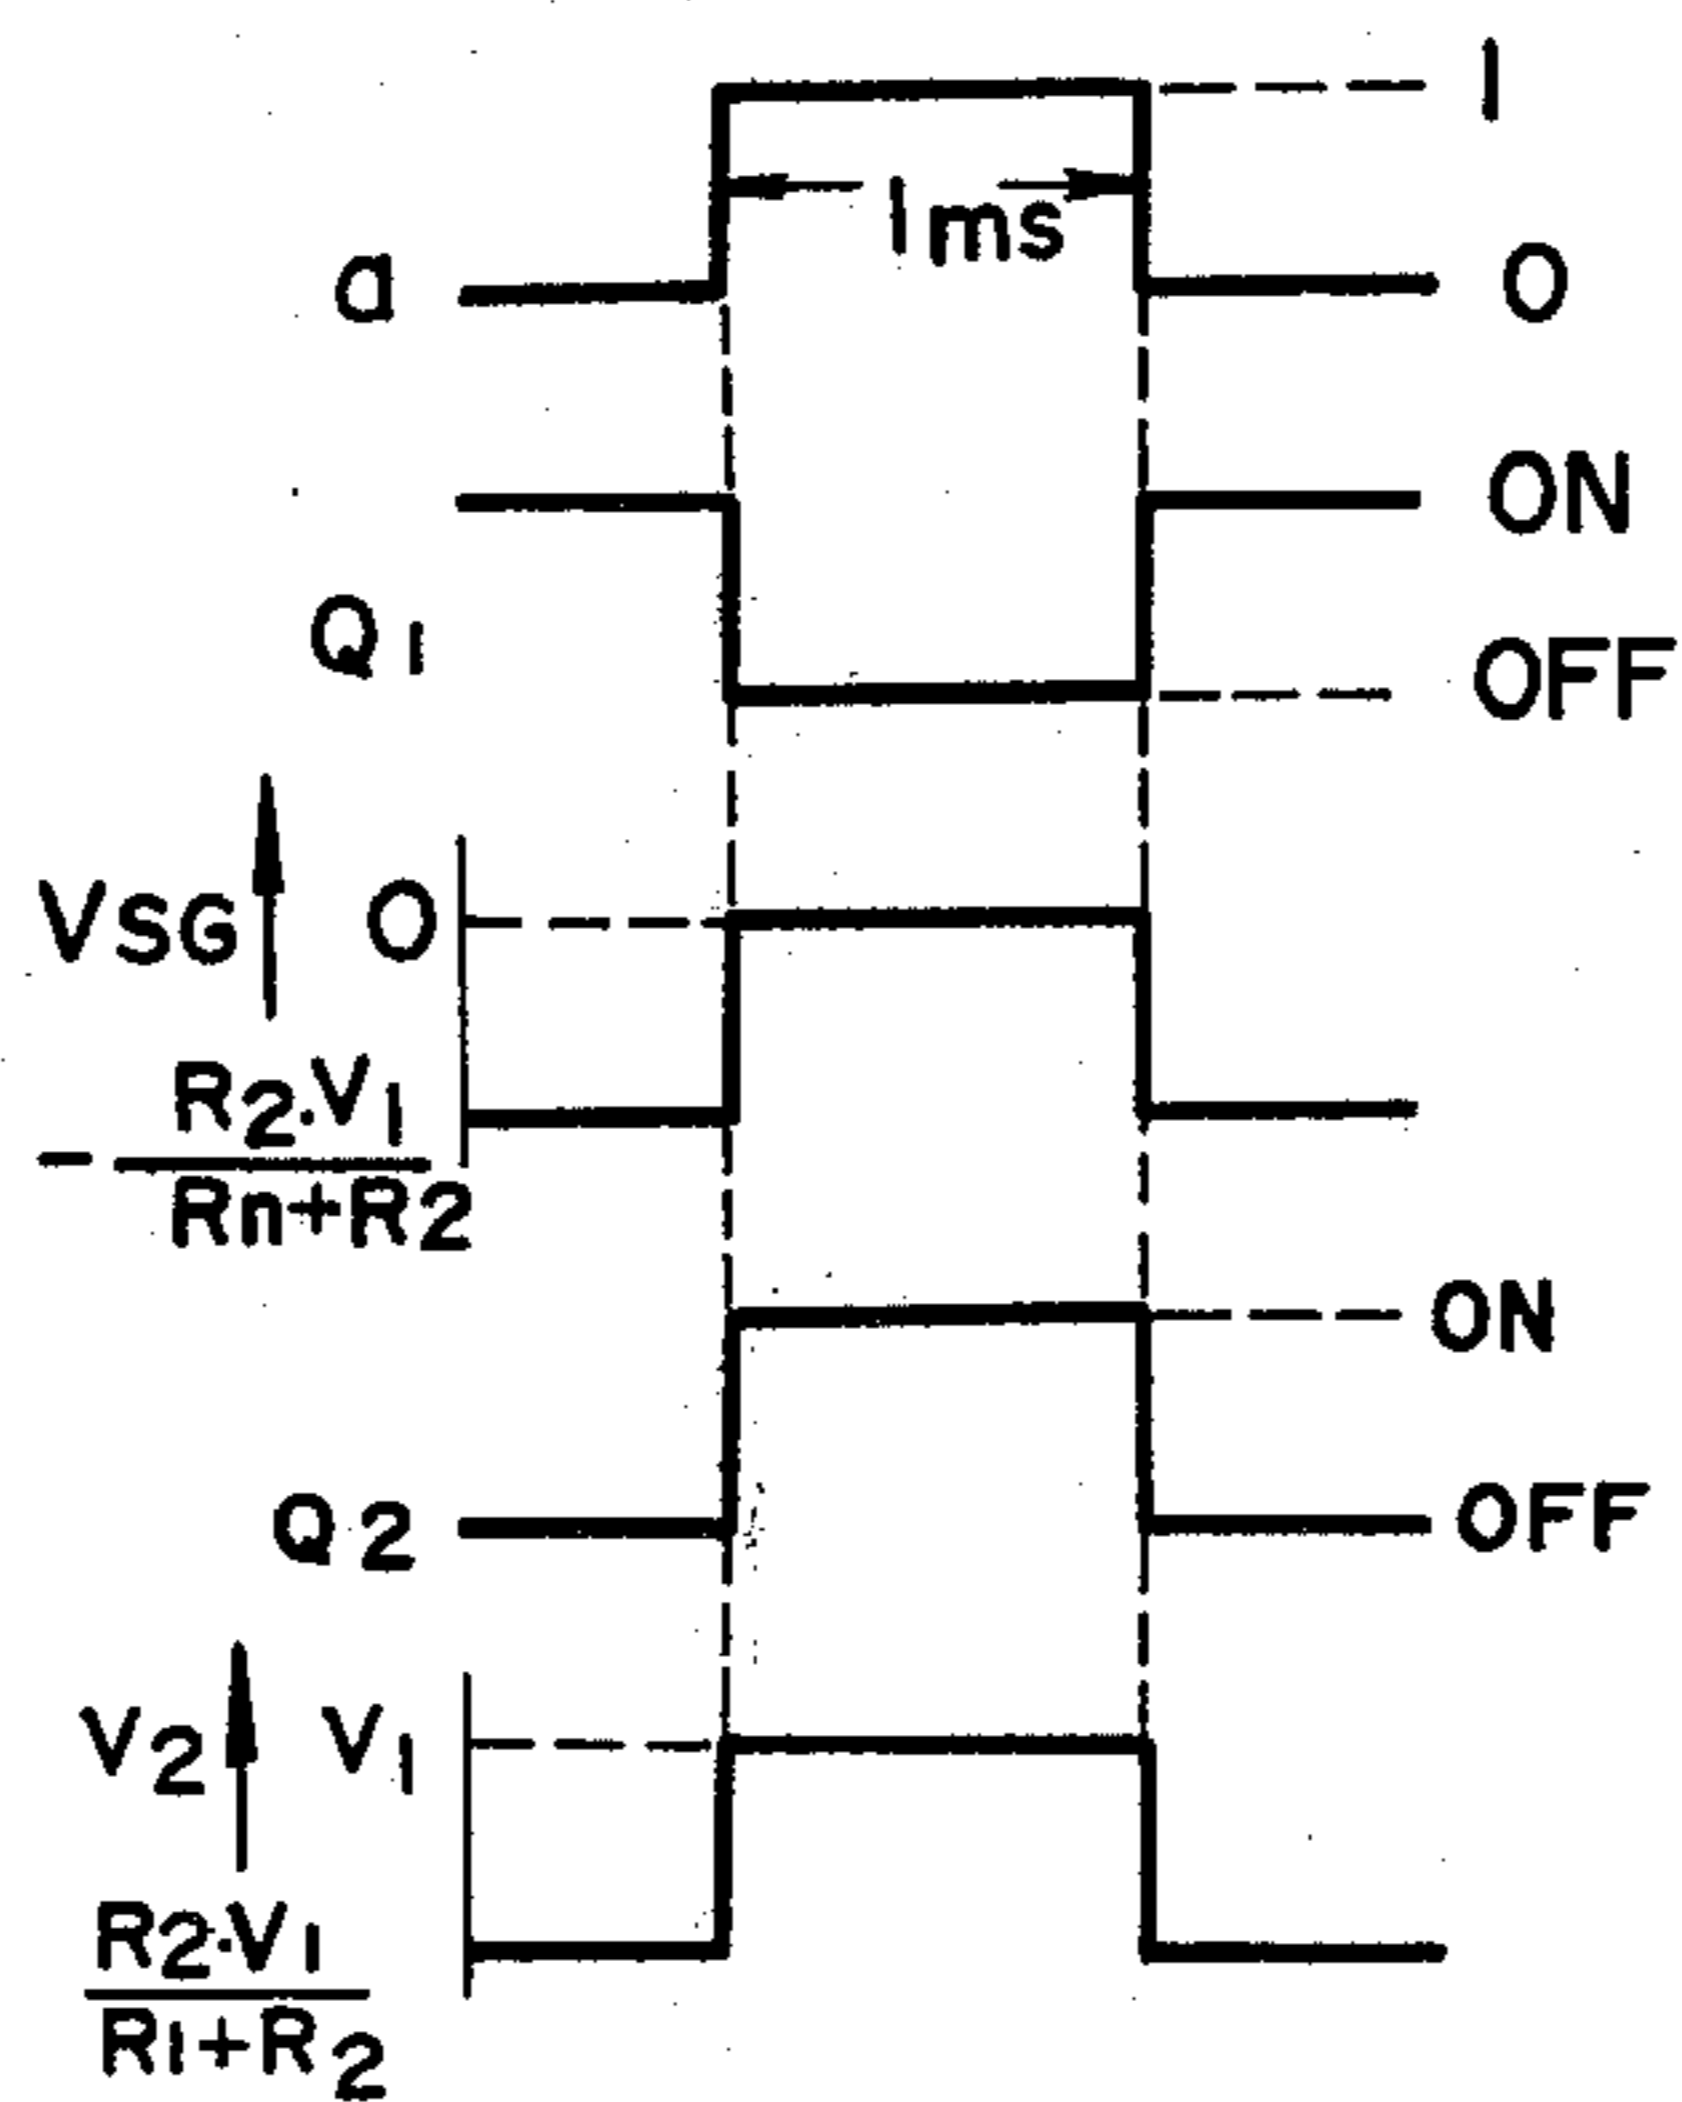 1
1ms
a
0
ON
Q1
OFF
VSG
0
- R2·V1
Rn+R2
ON
Q2
OFF
V2
V1
R2·V1
R1+R2